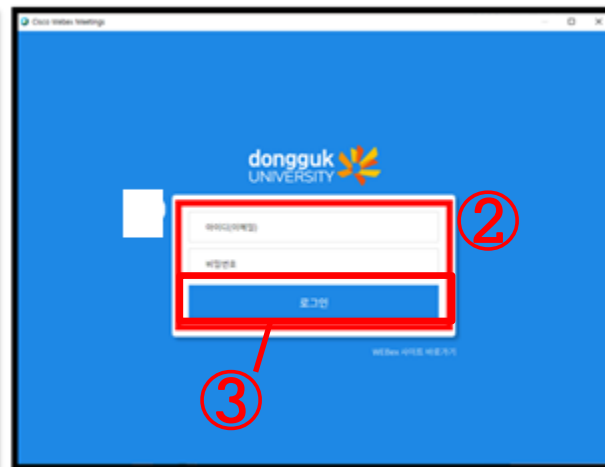 Cisco Webex Meetings
dongguk
UNIVERSITY
아이디(이메일)
②
비밀번호
로그인
WEBex 사이트 바로가기
③